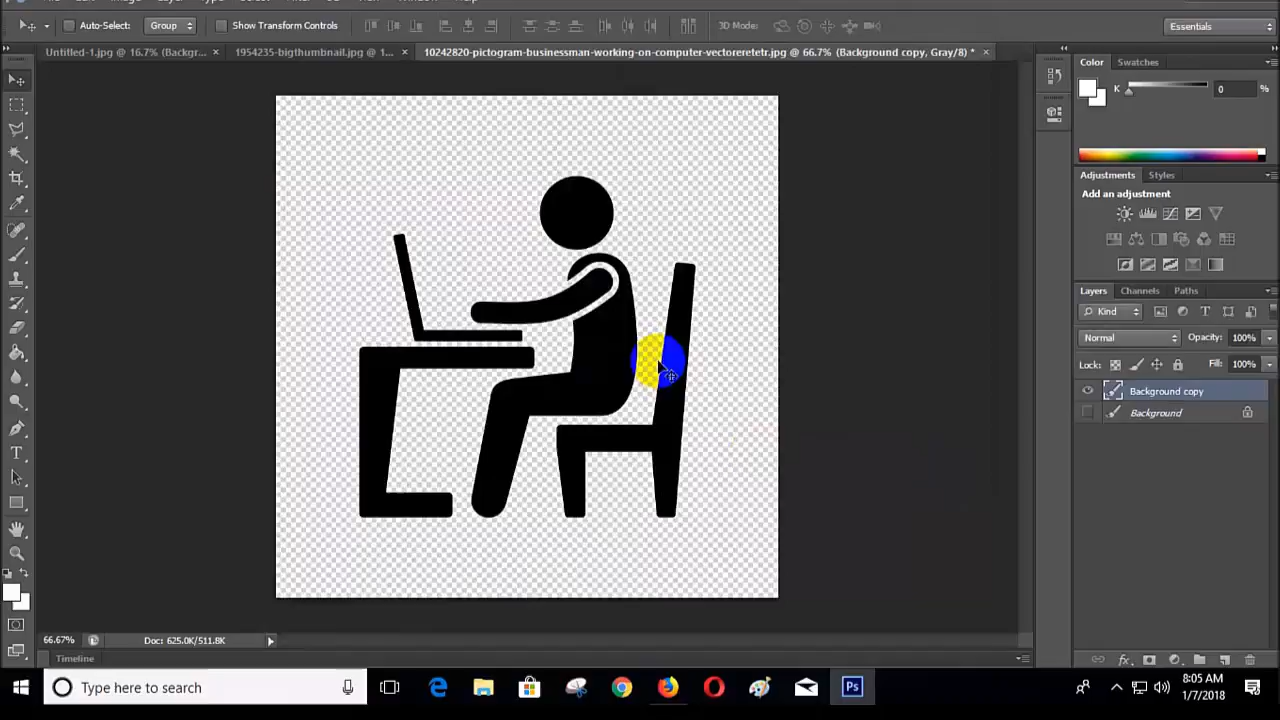 Auto-Select: Group Show Transform Controls 3D Mode: Essentials
Untitled-1.jpg @ 16.7% (Backgr... × 1954235-bigthumbnail.jpg @ 1... × 10242820-pictogram-businessman-working-on-computer-vectoreretetr.jpg @ 66.7% (Background copy, Gray/8) * ×
Color Swatches
K 0 %
Adjustments Styles
Add an adjustment
Layers Channels Paths
Kind
Normal Opacity: 100%
Lock: Fill: 100%
Background copy
Background
66.67% Doc: 625.0K/511.8K
Timeline
Type here to search
Ps
8:05 AM
1/7/2018